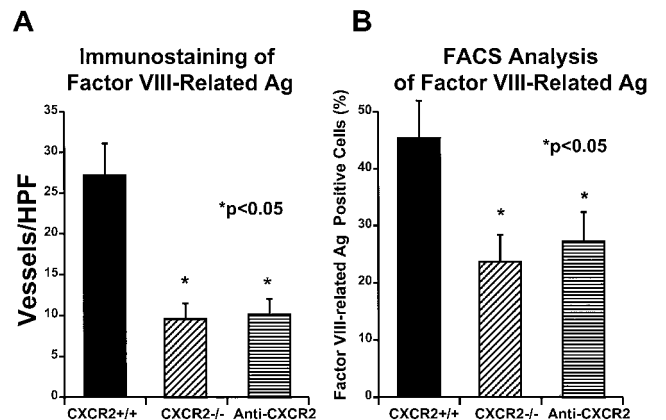 A
Immunostaining of
Factor VIII-Related Ag
Vessels/HPF
35
30
25
20
15
10
5
0
*p<0.05
*
*
CXCR2+/+
CXCR2-/-
Anti-CXCR2
B
FACS Analysis
of Factor VIII-Related Ag
Factor VIII-related Ag Positive Cells (%)
50
40
30
20
10
0
*p<0.05
*
*
CXCR2+/+
CXCR2-/-
Anti-CXCR2